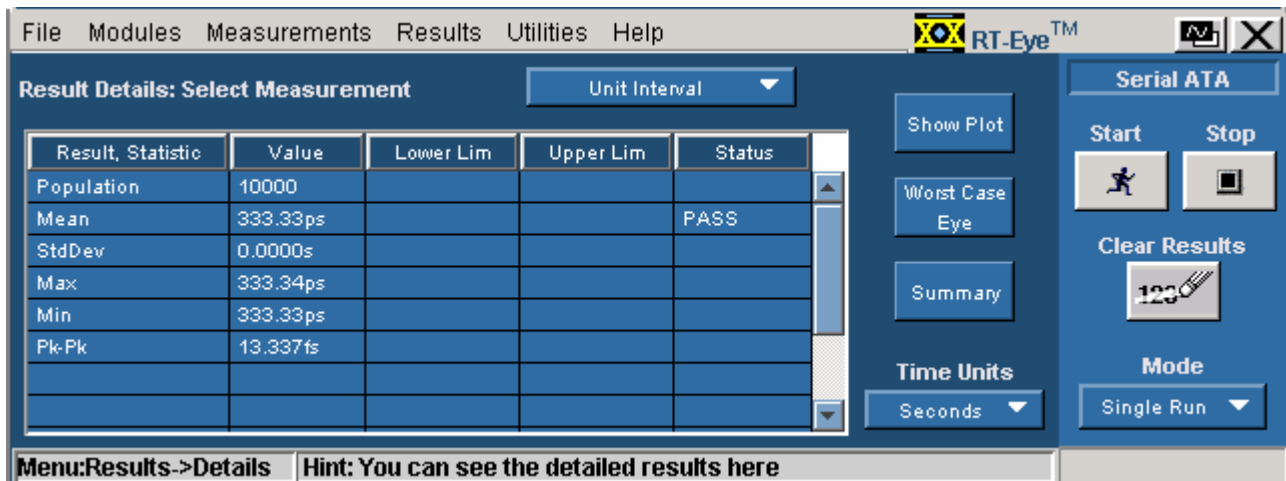 File Modules Measurements Results Utilities Help RT-Eye™
Result Details: Select Measurement Unit Interval
Serial ATA
Show Plot
Start Stop
Result, Statistic Value Lower Lim Upper Lim Status
Population 10000
Mean 333.33ps PASS
StdDev 0.0000s
Max 333.34ps
Min 333.33ps
Pk-Pk 13.337fs
Worst Case
Eye
Summary
Clear Results
123
Time Units
Seconds
Mode
Single Run
Menu:Results->Details Hint: You can see the detailed results here